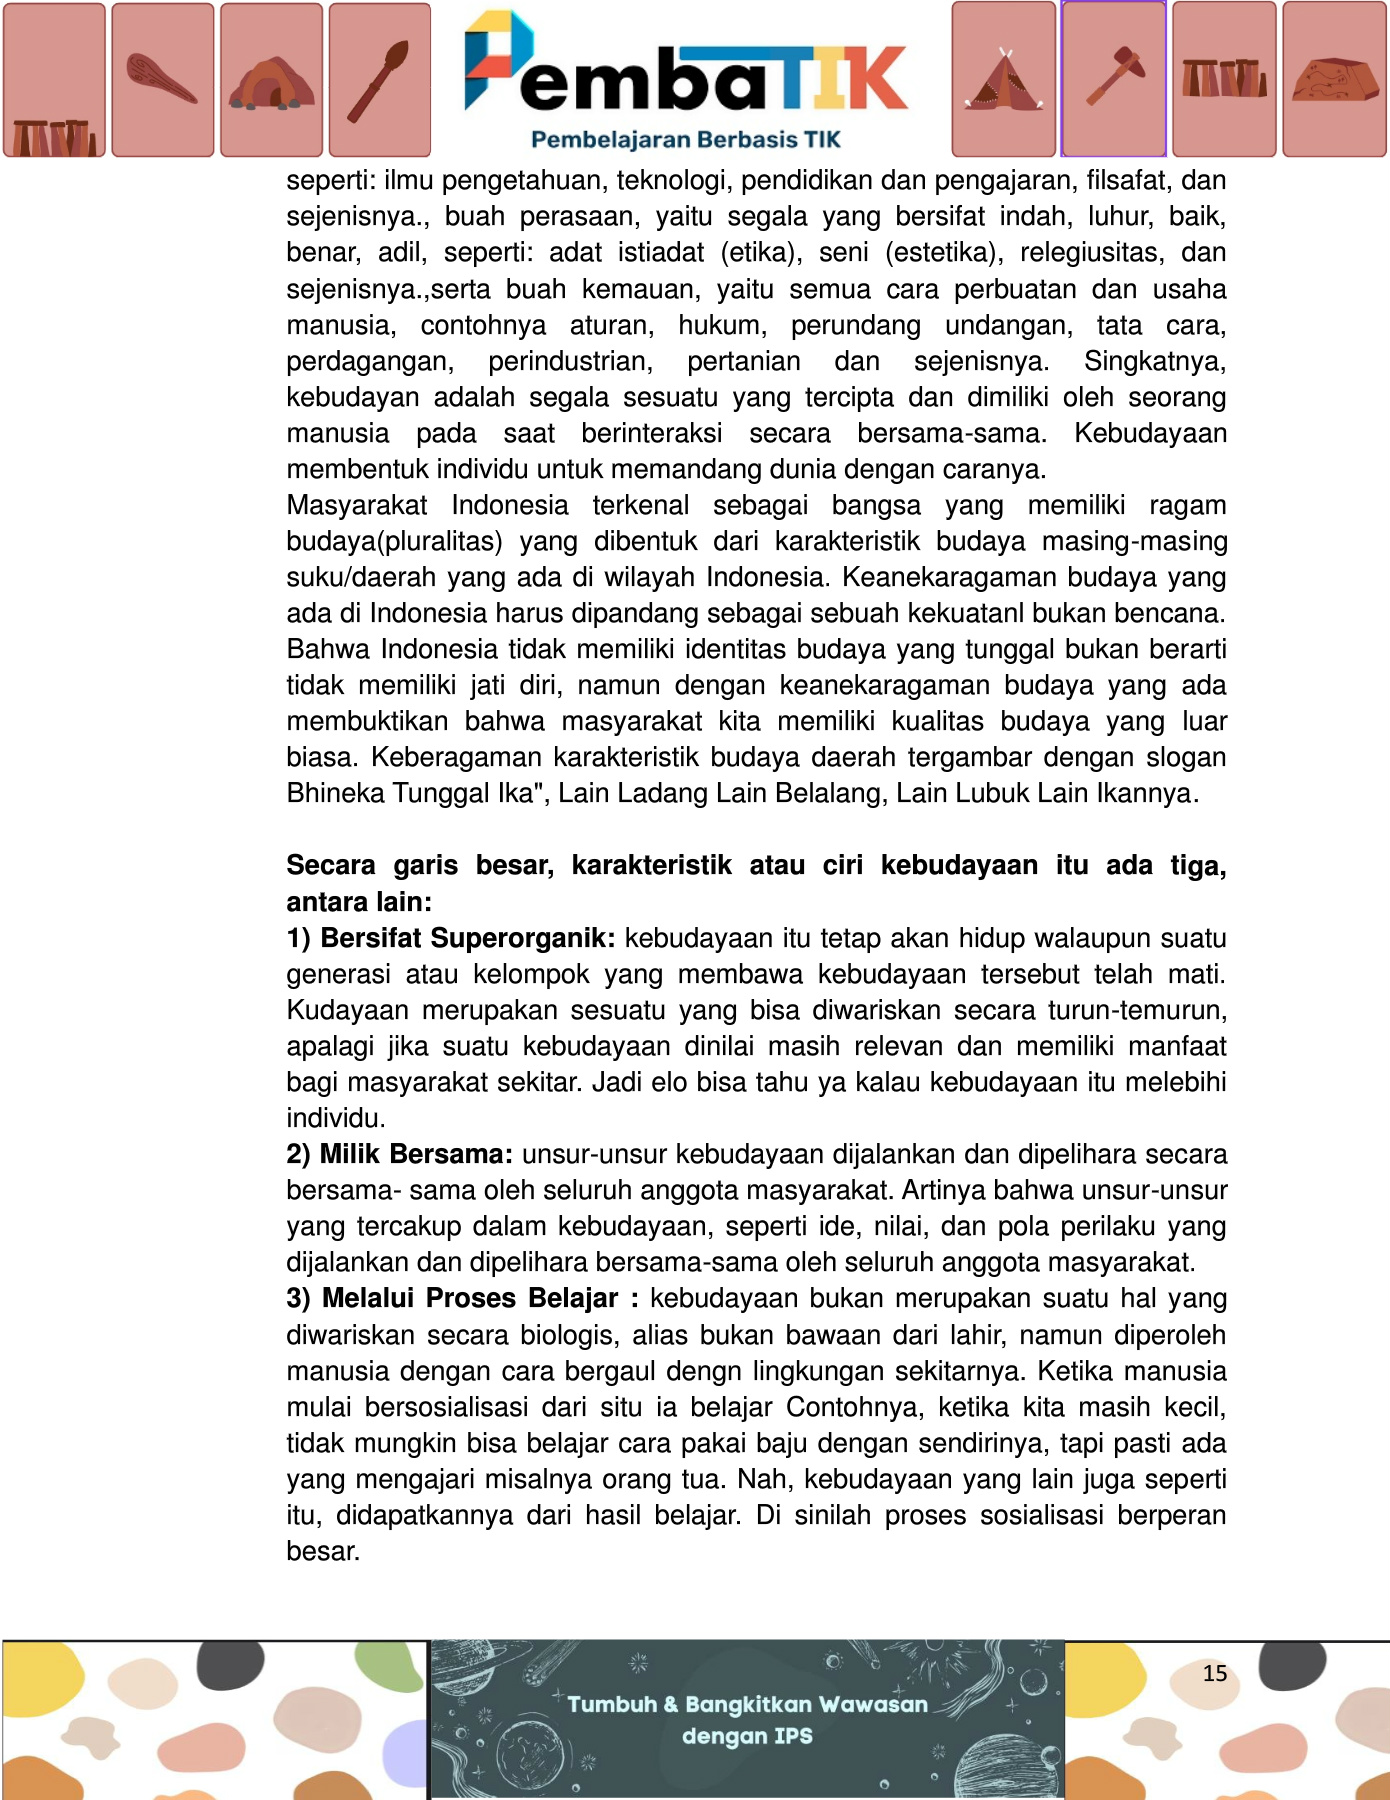 PembaTIK
Pembelajaran Berbasis TIK
seperti: ilmu pengetahuan, teknologi, pendidikan dan pengajaran, filsafat, dan
sejenisnya., buah perasaan, yaitu segala yang bersifat indah, luhur, baik,
benar, adil, seperti: adat istiadat (etika), seni (estetika), relegiusitas, dan
sejenisnya.,serta buah kemauan, yaitu semua cara perbuatan dan usaha
manusia, contohnya aturan, hukum, perundang undangan, tata cara,
perdagangan, perindustrian, pertanian dan sejenisnya. Singkatnya,
kebudayan adalah segala sesuatu yang tercipta dan dimiliki oleh seorang
manusia pada saat berinteraksi secara bersama-sama. Kebudayaan
membentuk individu untuk memandang dunia dengan caranya.
Masyarakat Indonesia terkenal sebagai bangsa yang memiliki ragam
budaya(pluralitas) yang dibentuk dari karakteristik budaya masing-masing
suku/daerah yang ada di wilayah Indonesia. Keanekaragaman budaya yang
ada di Indonesia harus dipandang sebagai sebuah kekuatanl bukan bencana.
Bahwa Indonesia tidak memiliki identitas budaya yang tunggal bukan berarti
tidak memiliki jati diri, namun dengan keanekaragaman budaya yang ada
membuktikan bahwa masyarakat kita memiliki kualitas budaya yang luar
biasa. Keberagaman karakteristik budaya daerah tergambar dengan slogan
Bhineka Tunggal Ika", Lain Ladang Lain Belalang, Lain Lubuk Lain Ikannya.
Secara garis besar, karakteristik atau ciri kebudayaan itu ada tiga,
antara lain:
1) Bersifat Superorganik: kebudayaan itu tetap akan hidup walaupun suatu
generasi atau kelompok yang membawa kebudayaan tersebut telah mati.
Kudayaan merupakan sesuatu yang bisa diwariskan secara turun-temurun,
apalagi jika suatu kebudayaan dinilai masih relevan dan memiliki manfaat
bagi masyarakat sekitar. Jadi elo bisa tahu ya kalau kebudayaan itu melebihi
individu.
2) Milik Bersama: unsur-unsur kebudayaan dijalankan dan dipelihara secara
bersama- sama oleh seluruh anggota masyarakat. Artinya bahwa unsur-unsur
yang tercakup dalam kebudayaan, seperti ide, nilai, dan pola perilaku yang
dijalankan dan dipelihara bersama-sama oleh seluruh anggota masyarakat.
3) Melalui Proses Belajar : kebudayaan bukan merupakan suatu hal yang
diwariskan secara biologis, alias bukan bawaan dari lahir, namun diperoleh
manusia dengan cara bergaul dengn lingkungan sekitarnya. Ketika manusia
mulai bersosialisasi dari situ ia belajar Contohnya, ketika kita masih kecil,
tidak mungkin bisa belajar cara pakai baju dengan sendirinya, tapi pasti ada
yang mengajari misalnya orang tua. Nah, kebudayaan yang lain juga seperti
itu, didapatkannya dari hasil belajar. Di sinilah proses sosialisasi berperan
besar.
15
Tumbuh & Bangkitkan Wawasan
dengan IPS